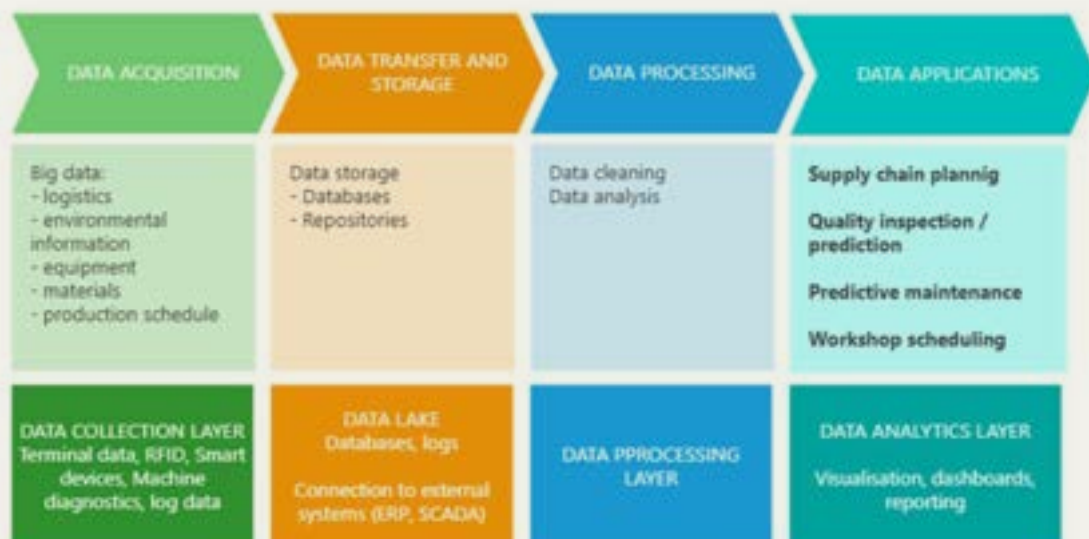 DATA ACQUISITION
DATA TRANSFER AND
STORAGE
DATA PROCESSING
DATA APPLICATIONS
Big data:
- logistics
- environmental
information
- equipment
- materials
- production schedule
Data storage
- Databases
- Repositories
Data cleaning
Data analysis
Supply chain plannig
Quality inspection /
prediction
Predictive maintenance
Workshop scheduling
DATA COLLECTION LAYER
Terminal data, RFID, Smart
devices, Machine
diagnostics, log data
DATA LAKE
Databases, logs
Connection to external
systems (ERP, SCADA)
DATA PPROCESSING
LAYER
DATA ANALYTICS LAYER
Visualisation, dashboards,
reporting